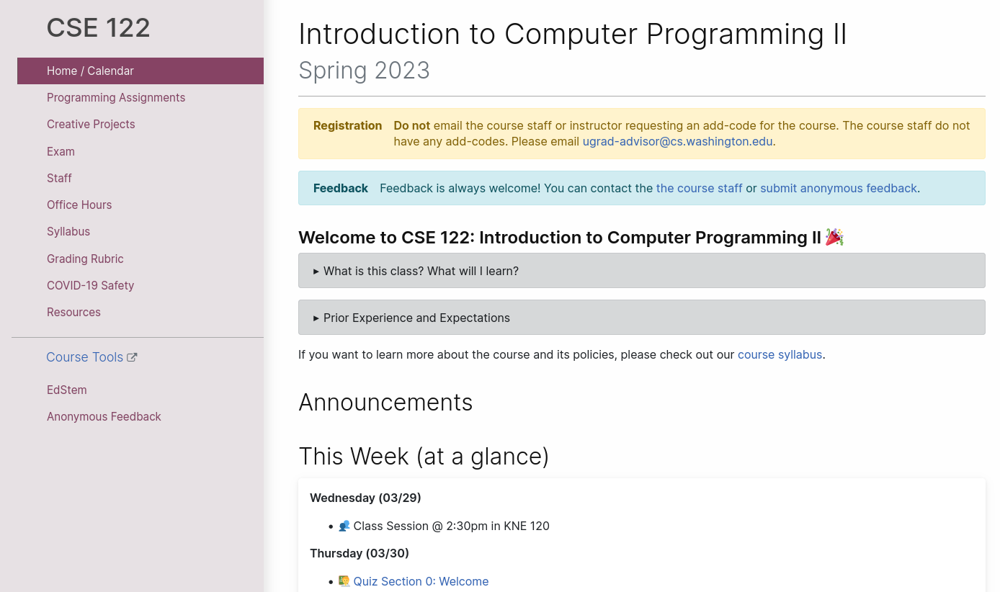 CSE 122
Home / Calendar
Programming Assignments
Creative Projects
Exam
Staff
Office Hours
Syllabus
Grading Rubric
COVID-19 Safety
Resources
Course Tools
EdStem
Anonymous Feedback
Introduction to Computer Programming II
Spring 2023
Registration Do not email the course staff or instructor requesting an add-code for the course. The course staff do not
have any add-codes. Please email ugrad-advisor@cs.washington.edu.
Feedback Feedback is always welcome! You can contact the the course staff or submit anonymous feedback.
Welcome to CSE 122: Introduction to Computer Programming II 🎉
▸ What is this class? What will I learn?
▸ Prior Experience and Expectations
If you want to learn more about the course and its policies, please check out our course syllabus.
Announcements
This Week (at a glance)
Wednesday (03/29)
• 👥 Class Session @ 2:30pm in KNE 120
Thursday (03/30)
• 🧑‍🏫 Quiz Section 0: Welcome